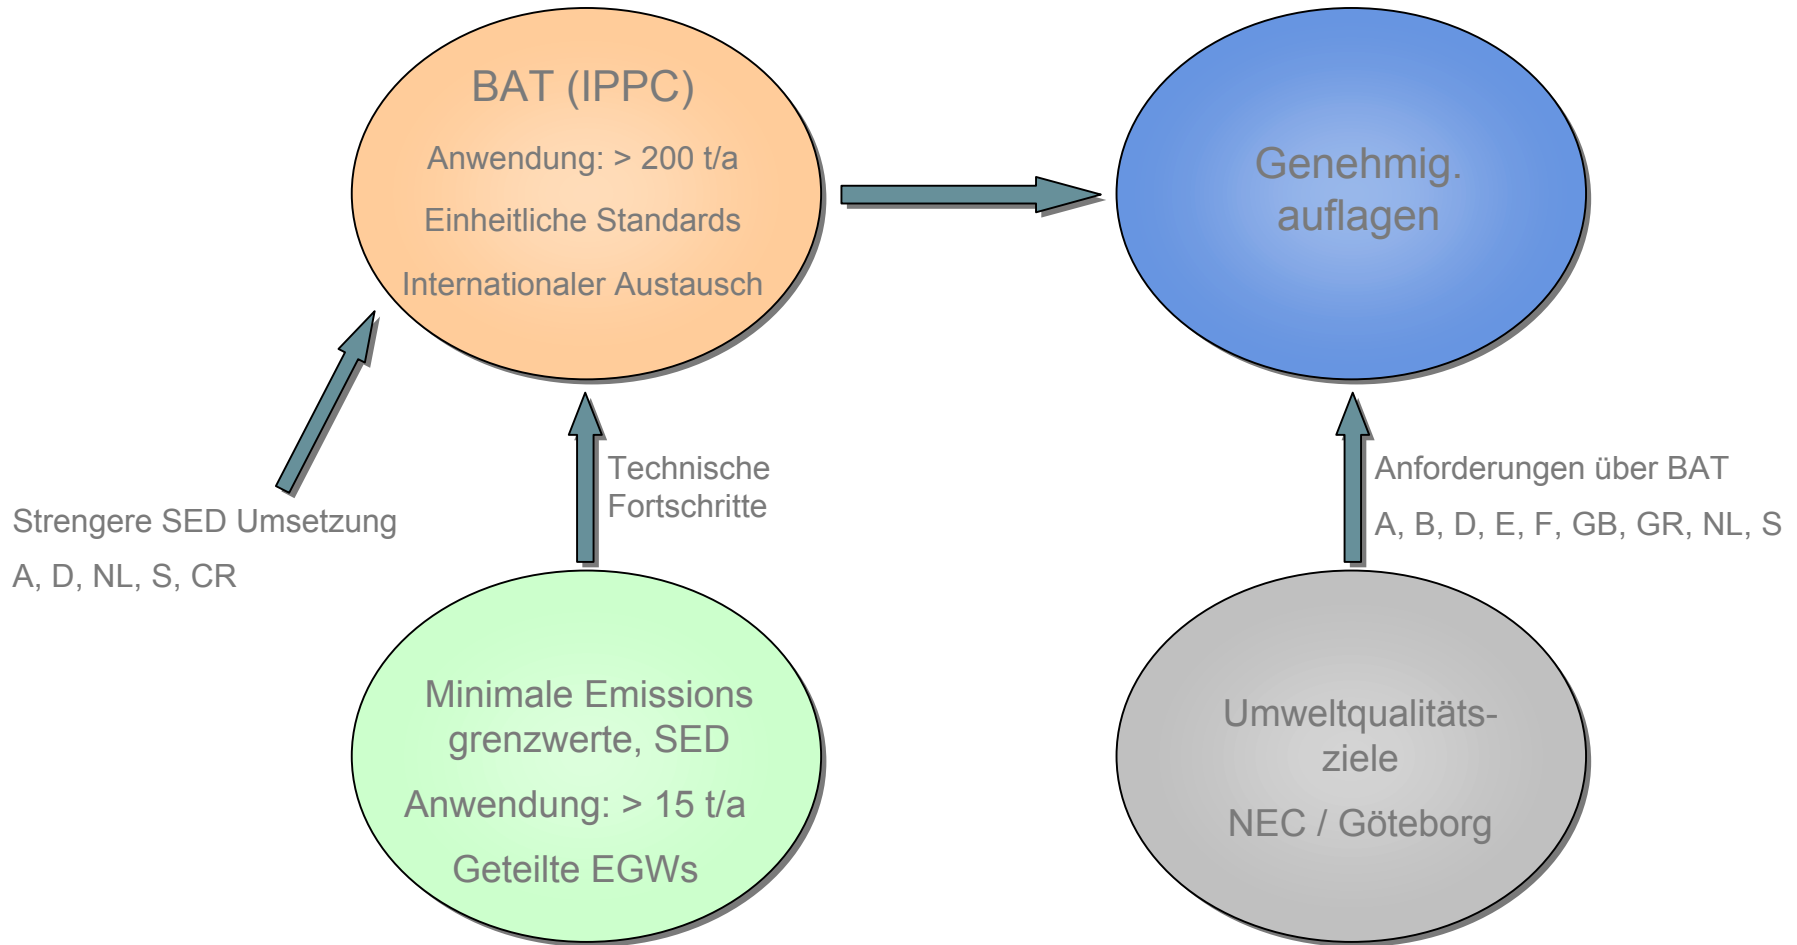 BAT (IPPC)
Anwendung: > 200 t/a
Einheitliche Standards
Internationaler Austausch
Genehmig.
auflagen
Technische
Fortschritte
Strengere SED Umsetzung
A, D, NL, S, CR
Anforderungen über BAT
A, B, D, E, F, GB, GR, NL, S
Minimale Emissions
grenzwerte, SED
Anwendung: > 15 t/a
Geteilte EGWs
Umweltqualitäts-
ziele
NEC / Göteborg